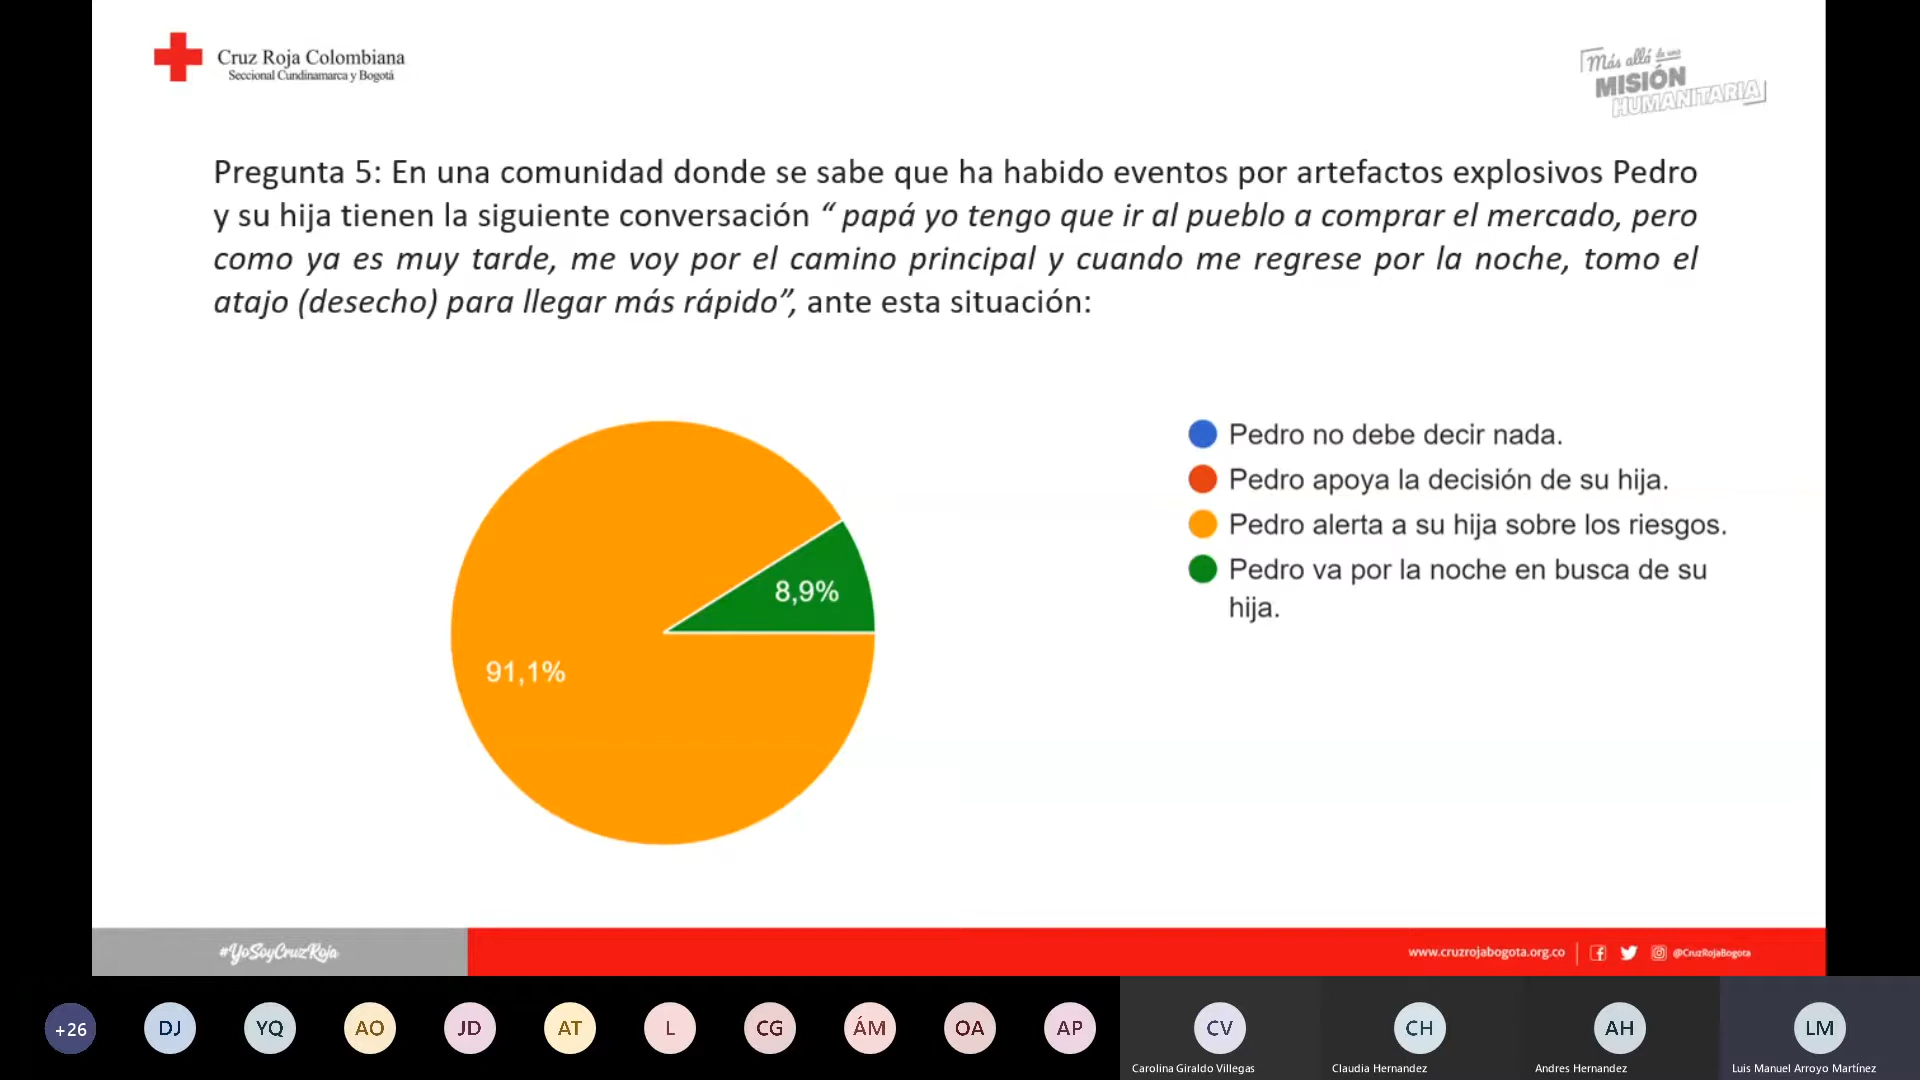 Cruz Roja Colombiana
Seccional Cundinamarca y Bogotá
Más allá de una
MISIÓN
HUMANITARIA
Pregunta 5: En una comunidad donde se sabe que ha habido eventos por artefactos explosivos Pedro
y su hija tienen la siguiente conversación “ papá yo tengo que ir al pueblo a comprar el mercado, pero
como ya es muy tarde, me voy por el camino principal y cuando me regrese por la noche, tomo el
atajo (desecho) para llegar más rápido”, ante esta situación:
Pedro no debe decir nada.
Pedro apoya la decisión de su hija.
Pedro alerta a su hija sobre los riesgos.
Pedro va por la noche en busca de su
hija.
8,9%
91,1%
#YoSoyCruzRoja
www.cruzrojabogota.org.co
@CruzRojaBogota
+26
DJ
YQ
AO
JD
AT
L
CG
ÁM
OA
AP
CV
CH
AH
LM
Carolina Giraldo Villegas
Claudia Hernandez
Andres Hernandez
Luis Manuel Arroyo Martínez